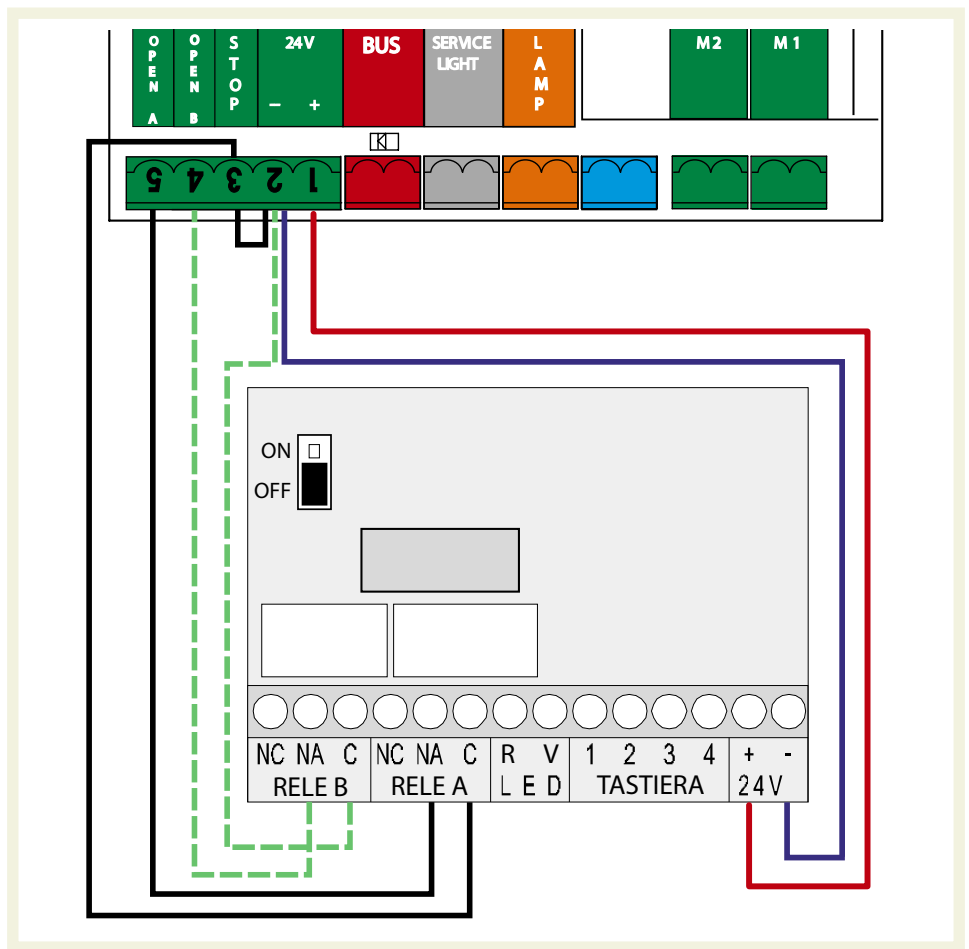 OPEN A
OPEN B
STOP
24V
− +
BUS
SERVICE
LIGHT
LAMP
M2
M1
5 4 3 2 1
ON
OFF
NC NA C NC NA C R V 1 2 3 4 + -
RELE B RELE A LED TASTIERA 24V